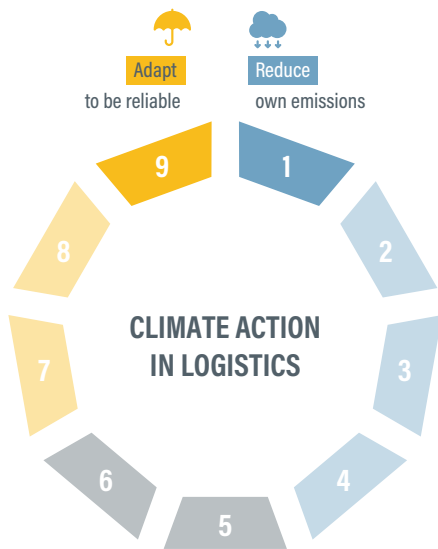 Adapt
to be reliable
Reduce
own emissions
9
1
8
2
CLIMATE ACTION
IN LOGISTICS
7
3
6
4
5